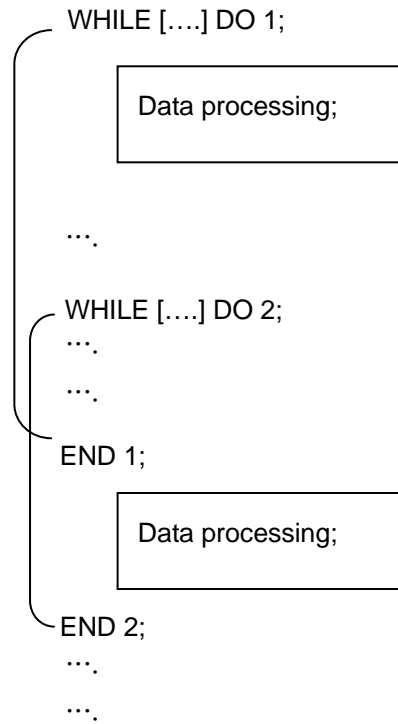 WHILE [….] DO 1;
Data processing;
….
WHILE [….] DO 2;
….
….
END 1;
Data processing;
END 2;
….
….